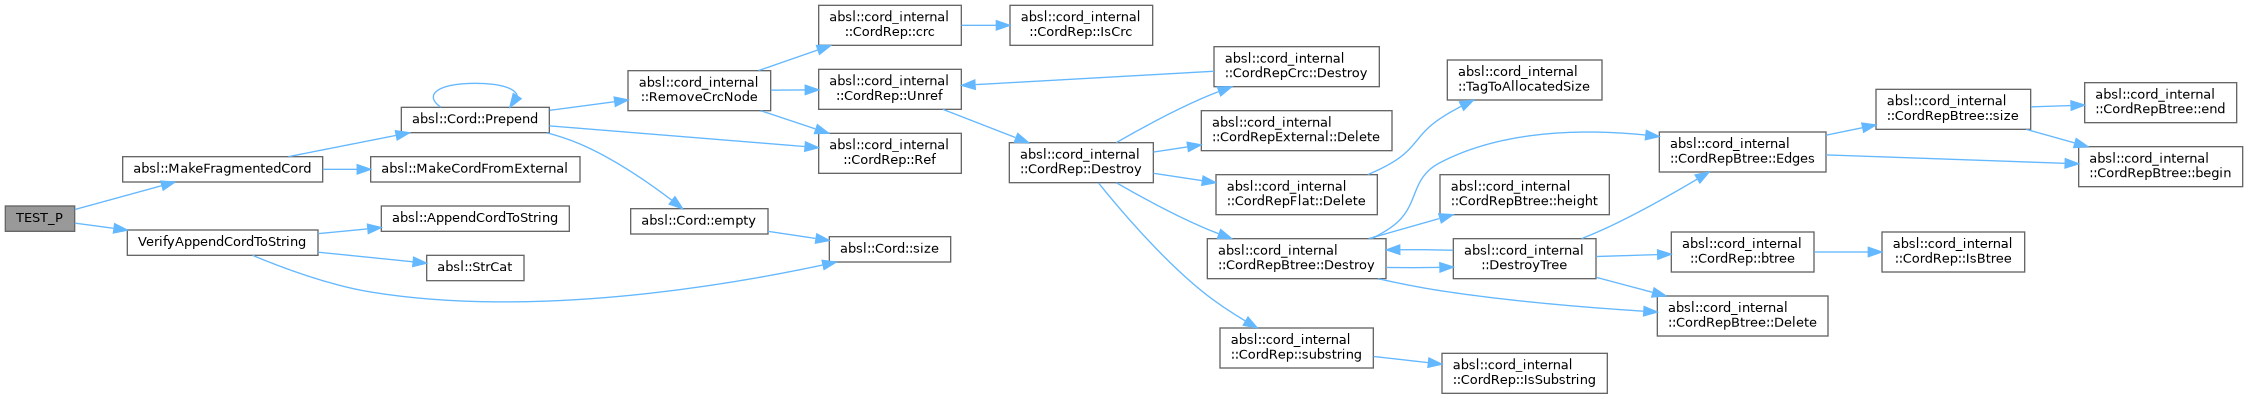 TEST_P
absl::MakeFragmentedCord
VerifyAppendCordToString
absl::Cord::Prepend
absl::MakeCordFromExternal
absl::AppendCordToString
absl::StrCat
absl::cord_internal
::RemoveCrcNode
absl::Cord::empty
absl::cord_internal
::CordRep::crc
absl::cord_internal
::CordRep::Unref
absl::cord_internal
::CordRep::Ref
absl::Cord::size
absl::cord_internal
::CordRep::IsCrc
absl::cord_internal
::CordRep::Destroy
absl::cord_internal
::CordRepCrc::Destroy
absl::cord_internal
::CordRepExternal::Delete
absl::cord_internal
::CordRepFlat::Delete
absl::cord_internal
::CordRepBtree::Destroy
absl::cord_internal
::CordRep::substring
absl::cord_internal
::TagToAllocatedSize
absl::cord_internal
::CordRepBtree::height
absl::cord_internal
::DestroyTree
absl::cord_internal
::CordRep::IsSubstring
absl::cord_internal
::CordRepBtree::Edges
absl::cord_internal
::CordRep::btree
absl::cord_internal
::CordRepBtree::Delete
absl::cord_internal
::CordRepBtree::size
absl::cord_internal
::CordRep::IsBtree
absl::cord_internal
::CordRepBtree::end
absl::cord_internal
::CordRepBtree::begin